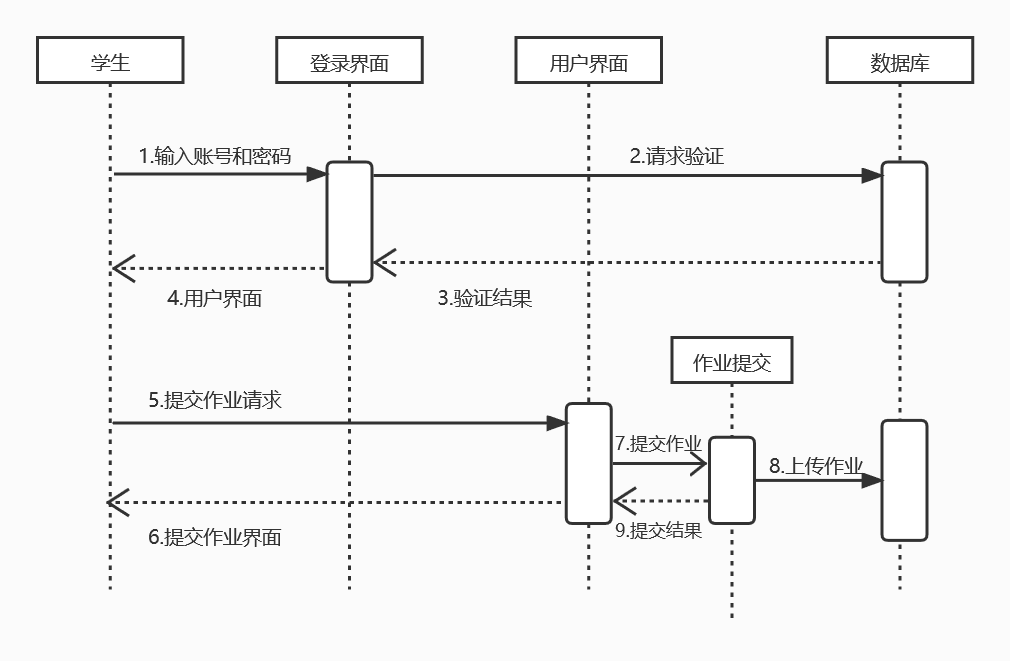 学生
登录界面
用户界面
数据库
1.输入账号和密码
2.请求验证
4.用户界面
3.验证结果
作业提交
5.提交作业请求
7.提交作业
8.上传作业
9.提交结果
6.提交作业界面